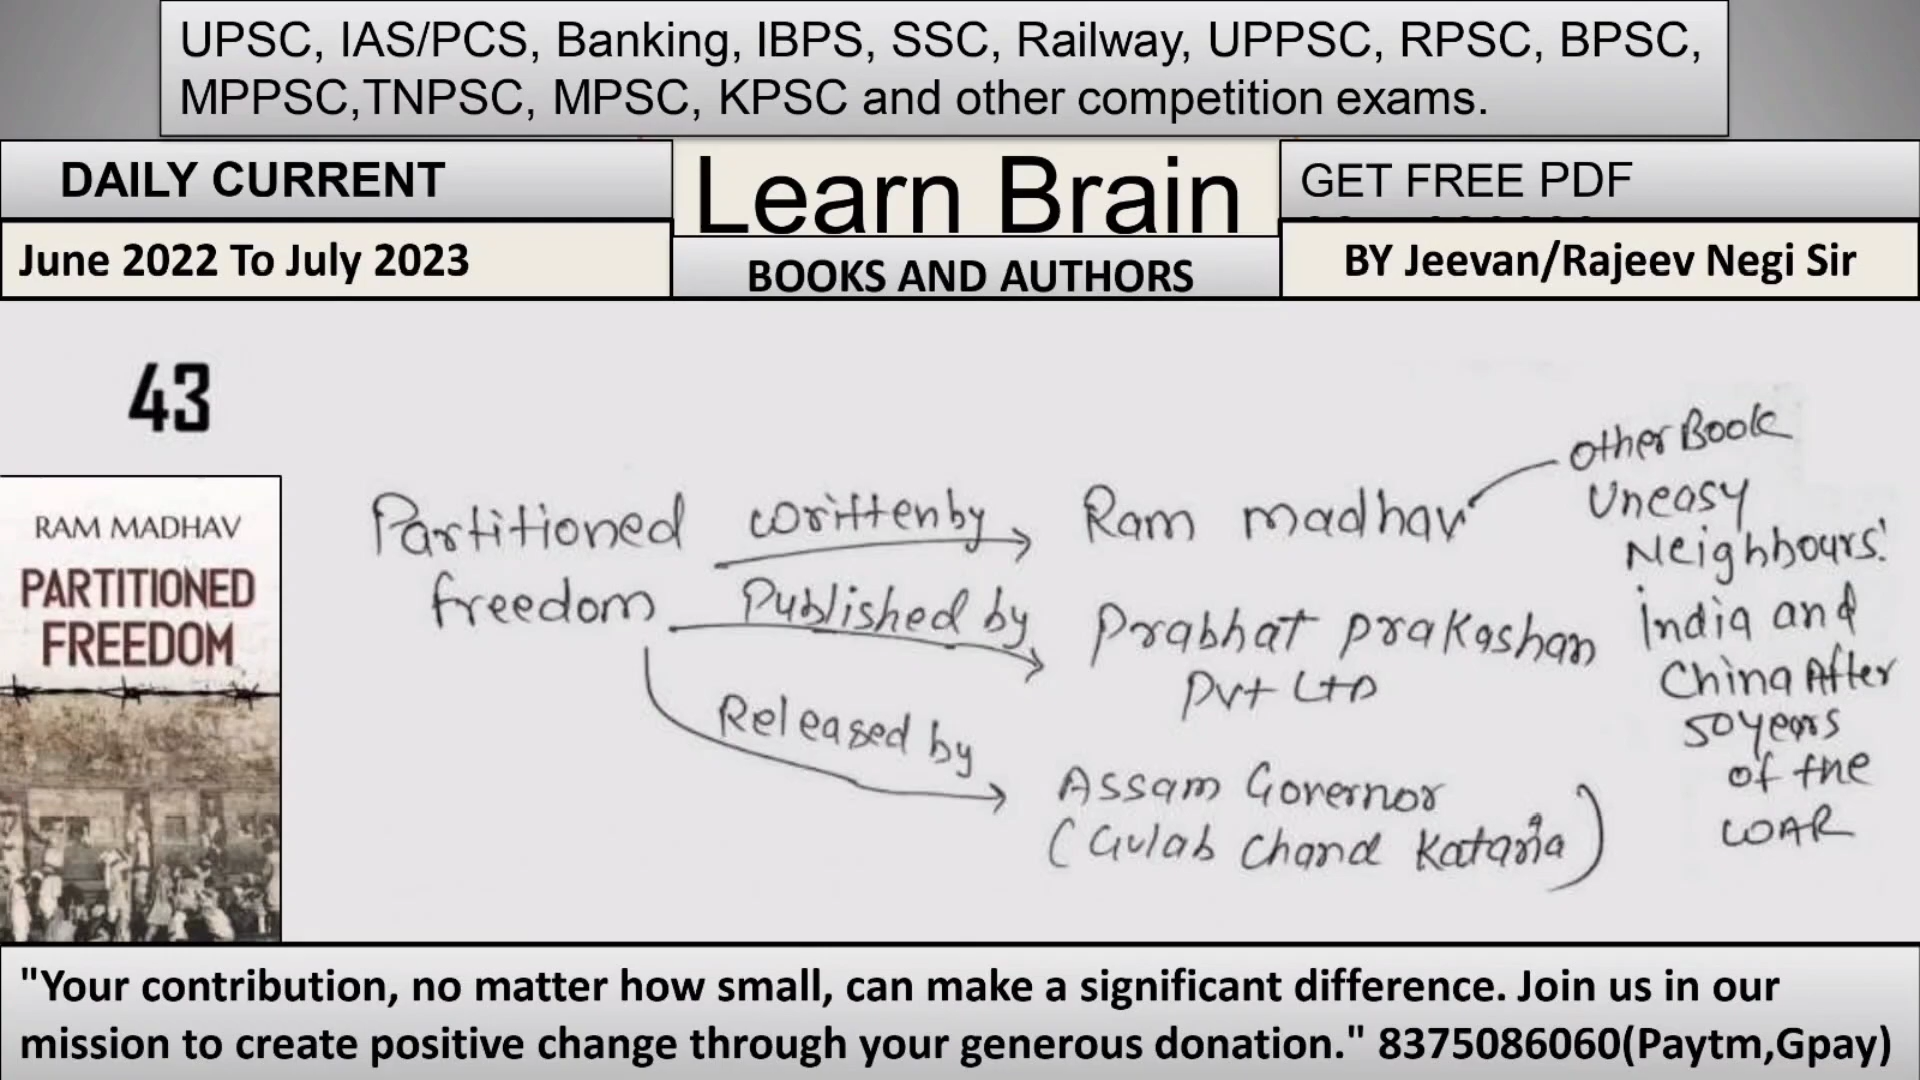 UPSC, IAS/PCS, Banking, IBPS, SSC, Railway, UPPSC, RPSC, BPSC,
MPPSC,TNPSC, MPSC, KPSC and other competition exams.
DAILY CURRENT
Learn Brain
GET FREE PDF
June 2022 To July 2023
BOOKS AND AUTHORS
BY Jeevan/Rajeev Negi Sir
43
RAM MADHAV
PARTITIONED
FREEDOM
Partitioned
freedom
written by
Ram madhav
Published by
Prabhat prakashan
Pvt LTD
Released by
Assam Governor
(Gulab Chand Kataria)
other Book
Uneasy
Neighbours:
india and
China After
50 years
of the
WAR
"Your contribution, no matter how small, can make a significant difference. Join us in our
mission to create positive change through your generous donation." 8375086060(Paytm,Gpay)